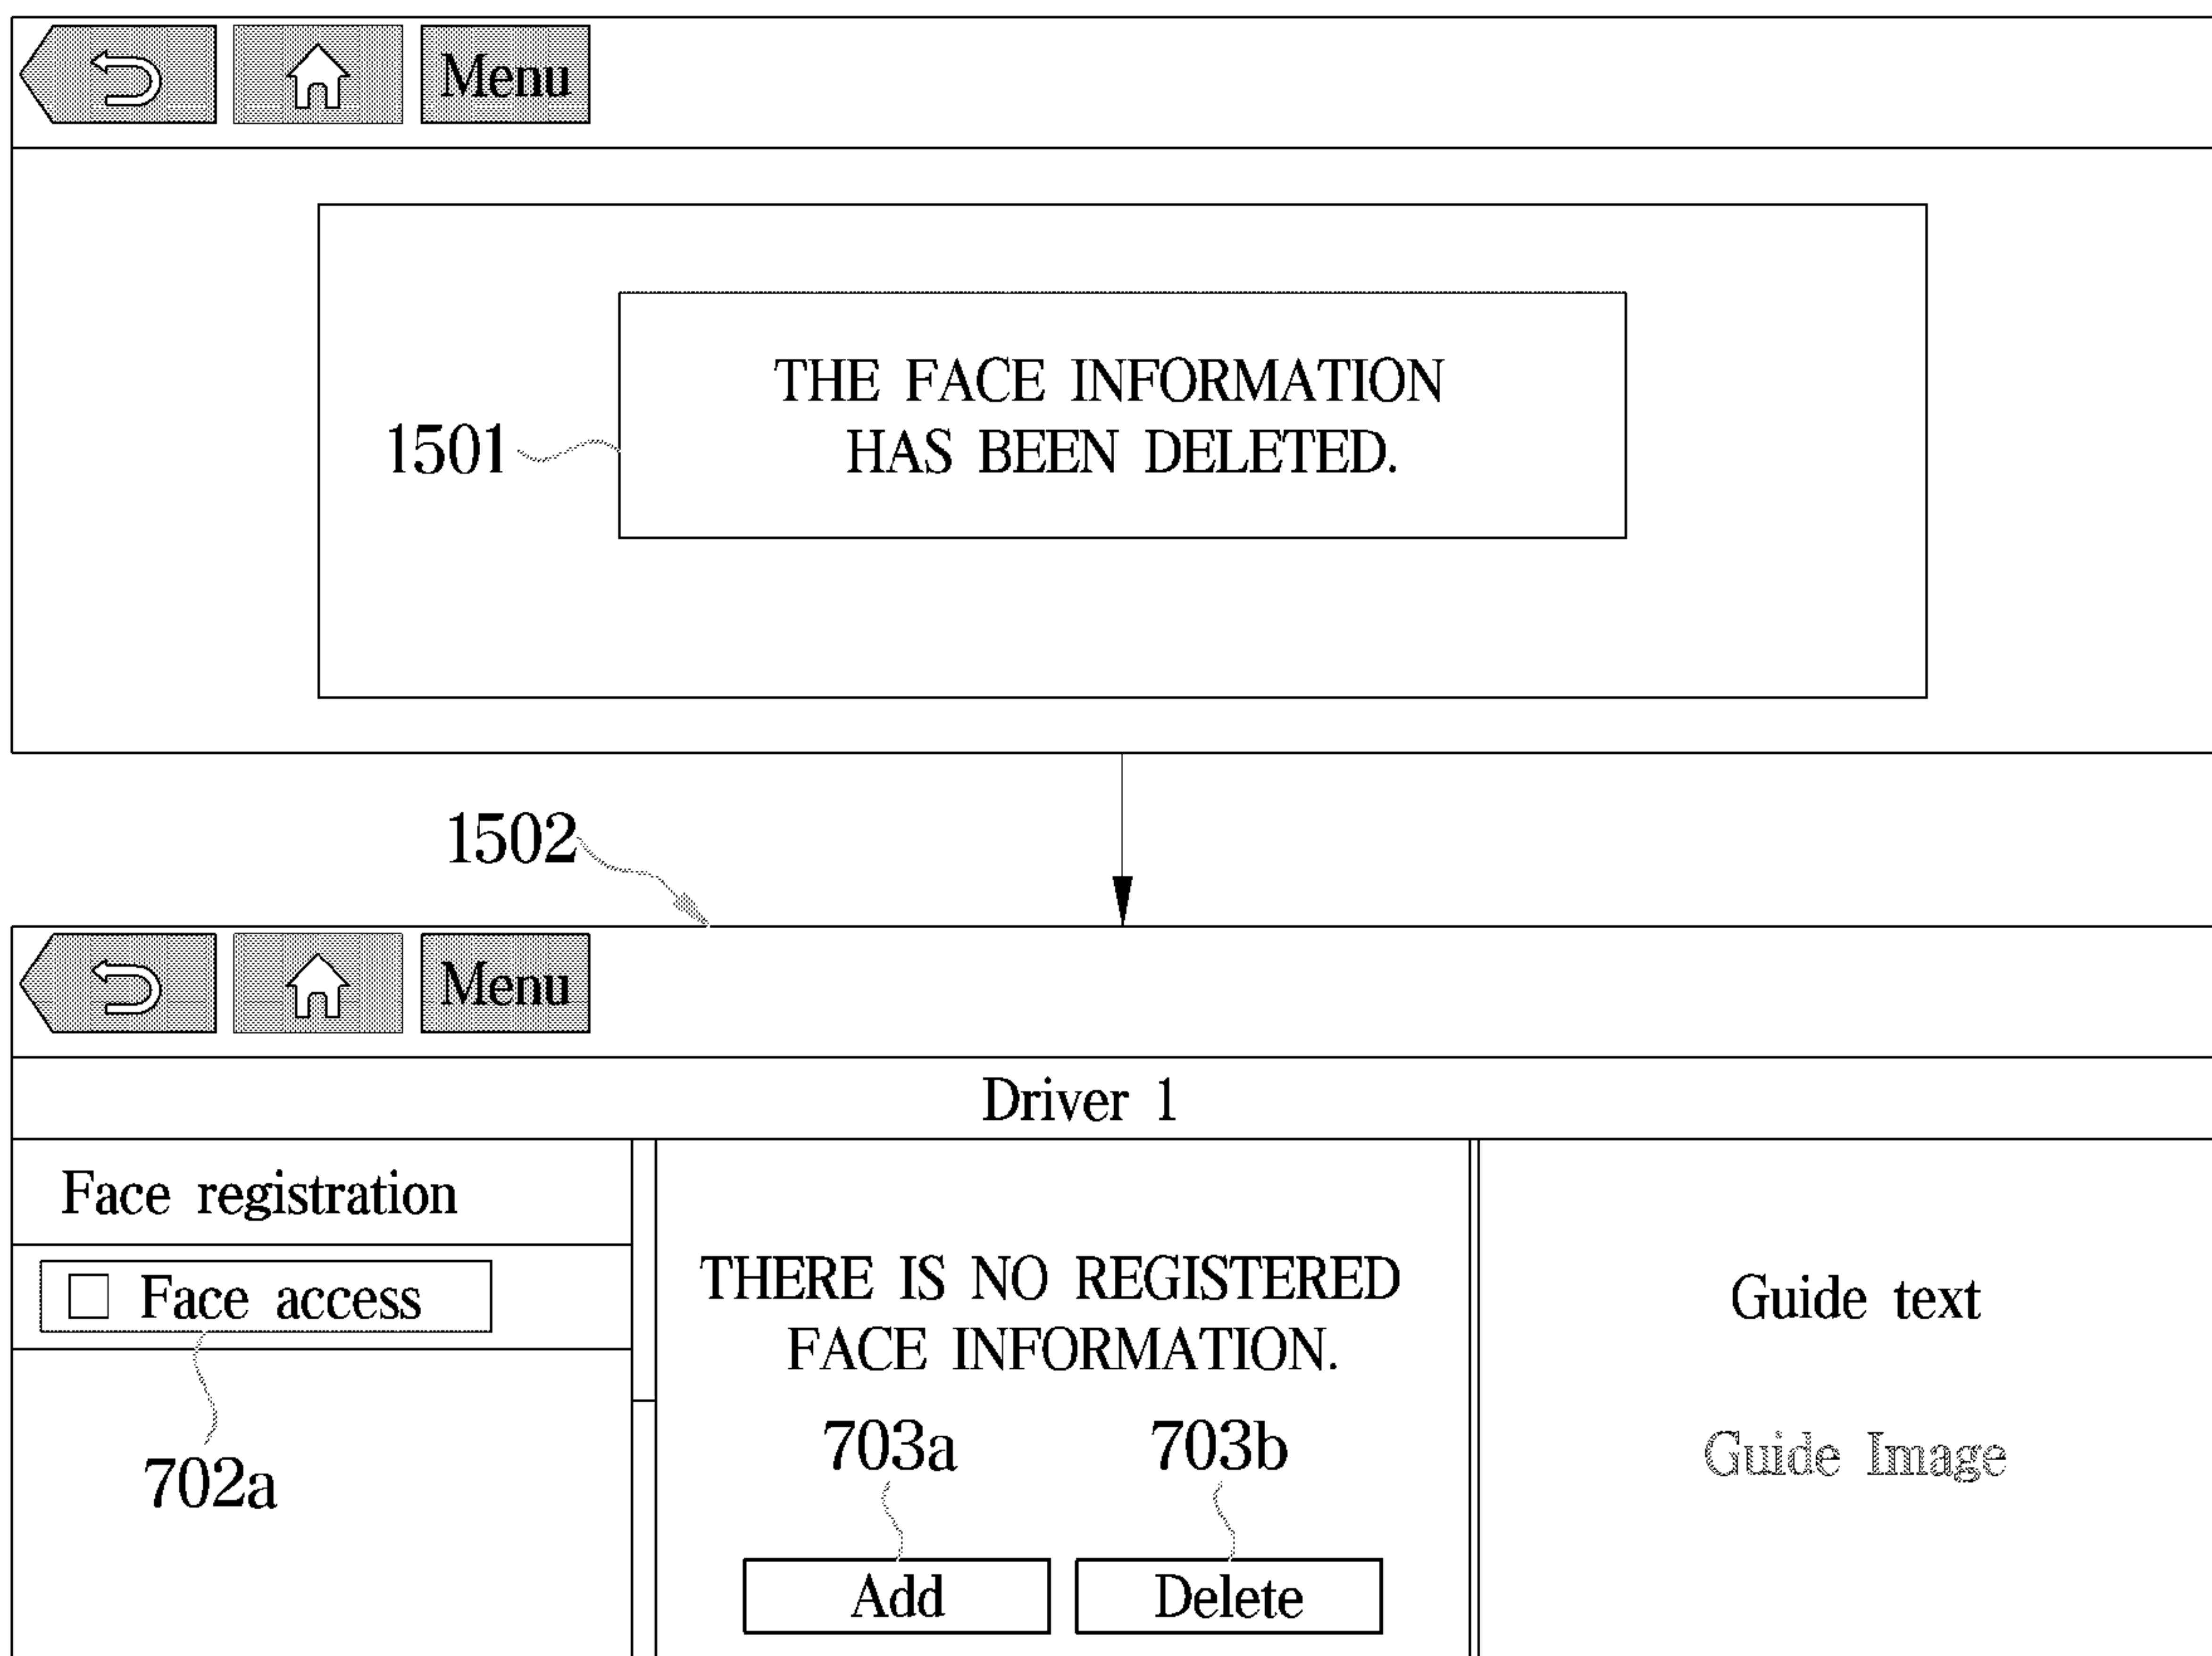 Menu
THE FACE INFORMATION
1501
HAS BEEN DELETED.
1502
Menu
Driver 1
Face registration
Face access
702a
THERE IS NO REGISTERED
FACE INFORMATION.
703a 703b
Add Delete
Guide text
Guide Image